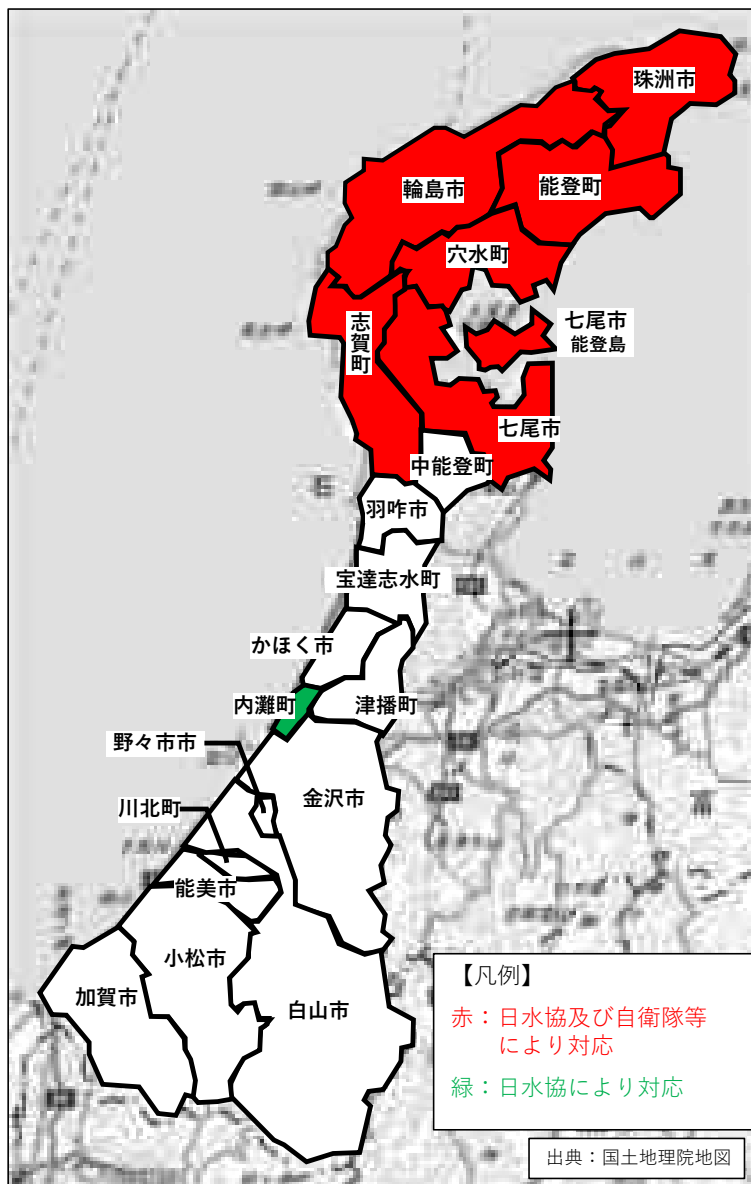 珠洲市
輪島市
能登町
穴水町
七尾市
能登島
志賀町
七尾市
中能登町
羽咋市
宝達志水町
かほく市
内灘町
津播町
野々市市
金沢市
川北町
能美市
小松市
加賀市
白山市
【凡例】
赤：日水協及び自衛隊等
により対応
緑：日水協により対応
出典：国土地理院地図